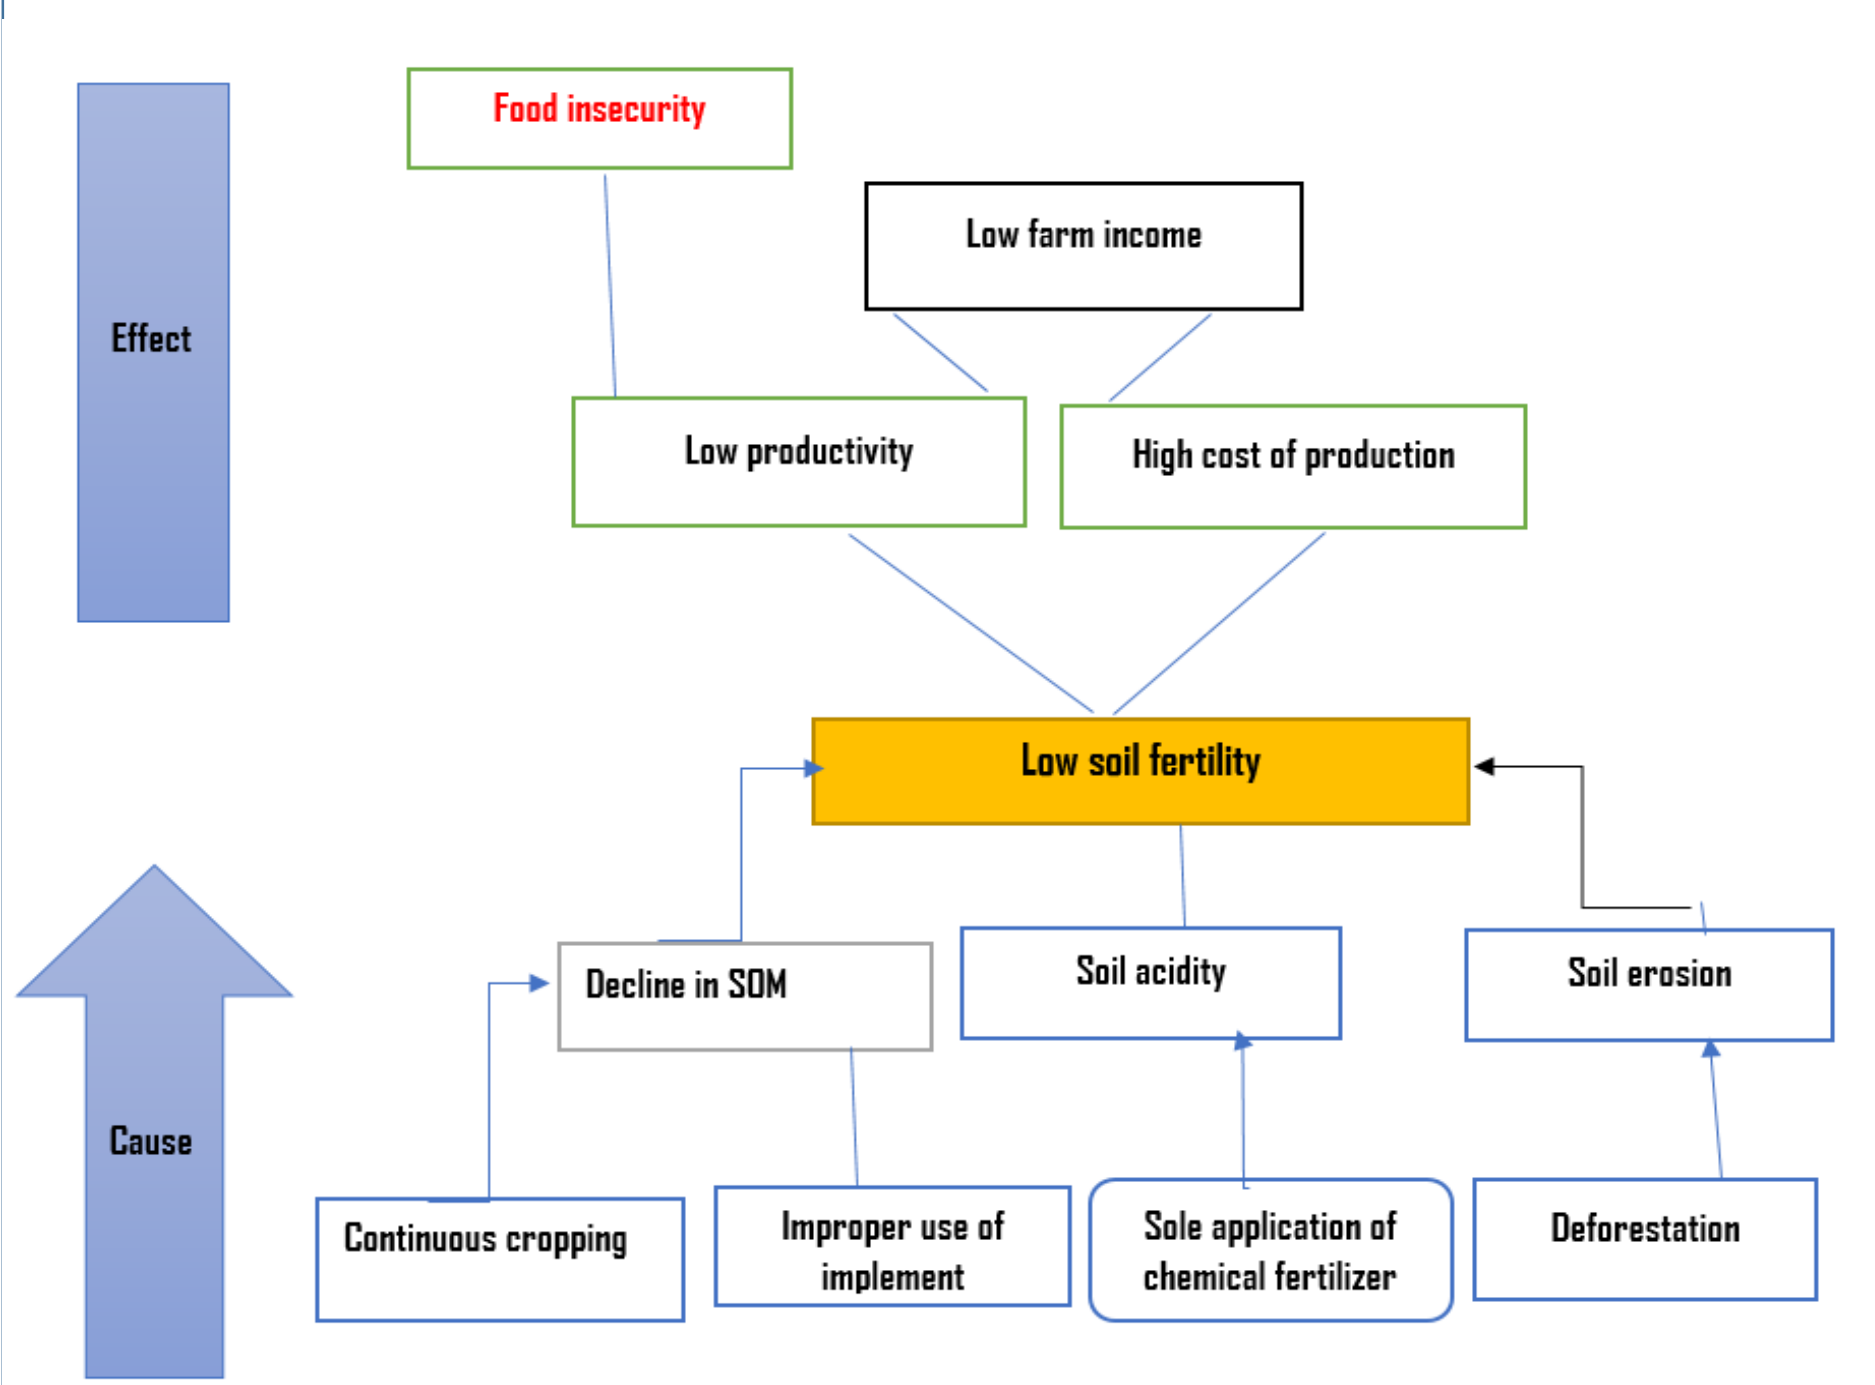 Food insecurity
Low farm income
Effect
Low productivity
High cost of production
Low soil fertility
Decline in SOM
Soil acidity
Soil erosion
Cause
Continuous cropping
Improper use of
implement
Sole application of
chemical fertilizer
Deforestation